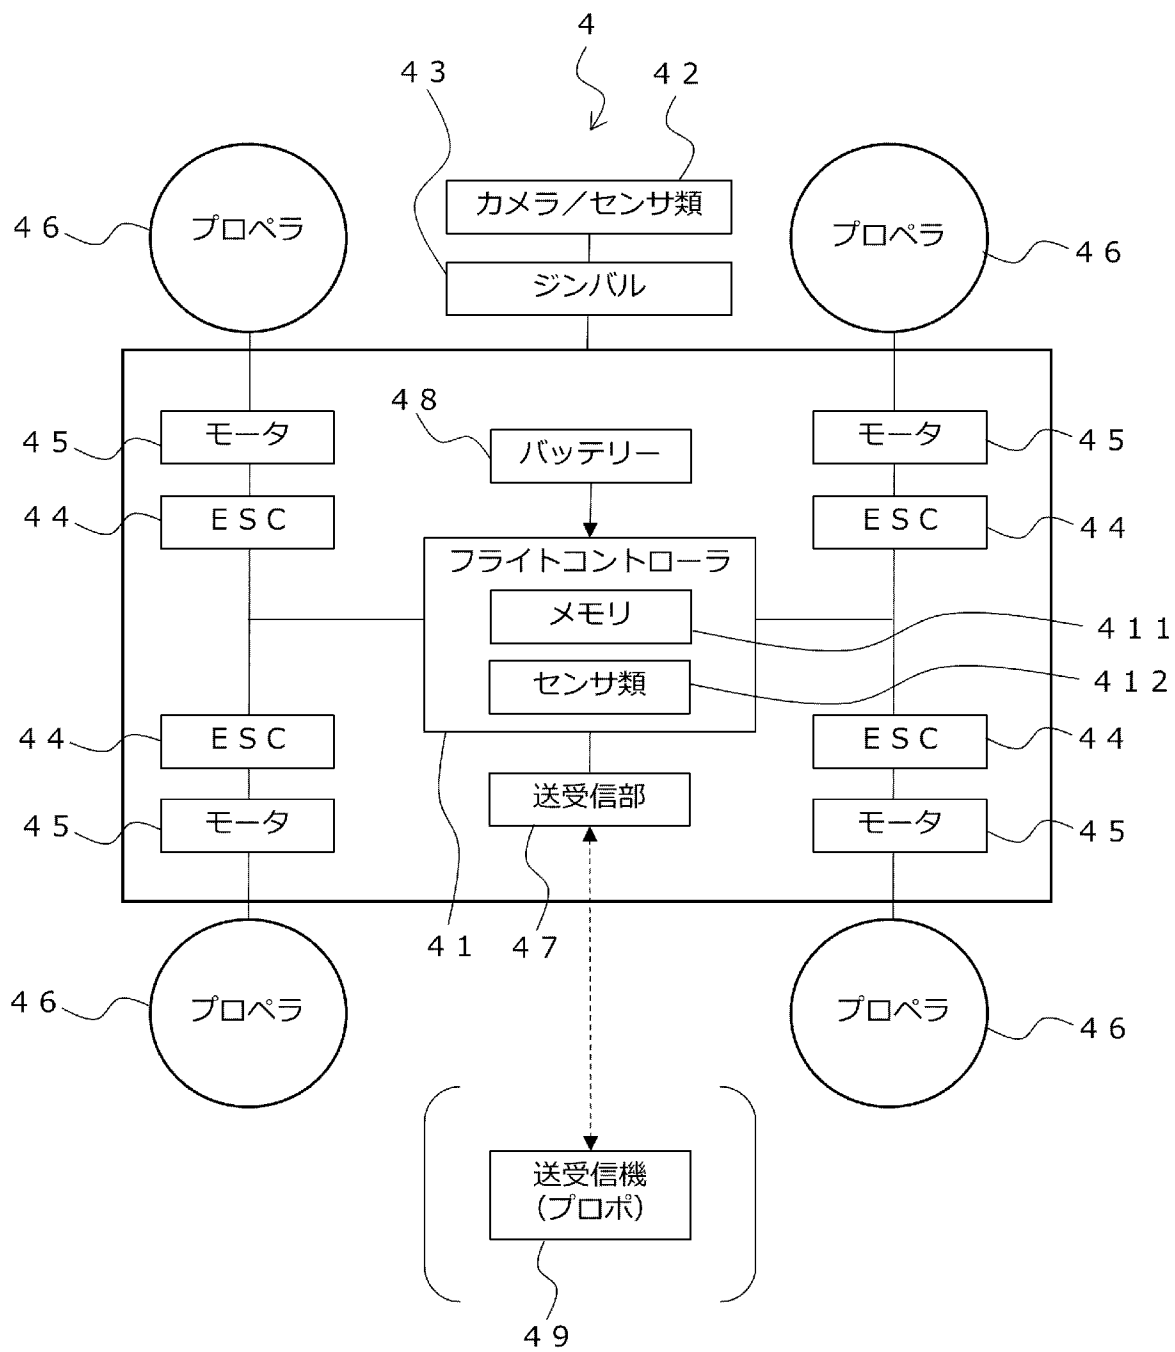 ４
４３
４２
カメラ／センサ類
プロペラ
４６
プロペラ
４６
ジンバル
４８
モータ
４５
バッテリー
モータ
４５
ＥＳＣ
４４
ＥＳＣ
４４
フライトコントローラ
メモリ
４１１
センサ類
４１２
ＥＳＣ
４４
ＥＳＣ
４４
送受信部
モータ
４５
モータ
４５
４１
４７
プロペラ
４６
プロペラ
４６
送受信機
（プロポ）
４９